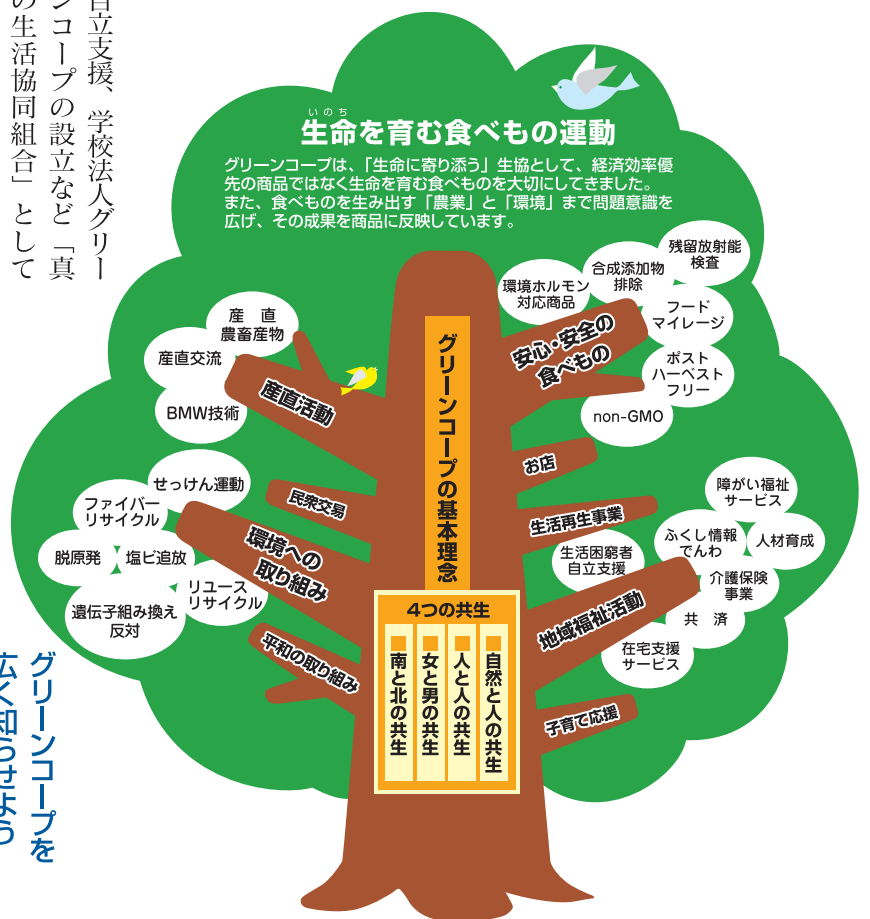 自立支援、学校法人グリー
ンコープの設立など「真
の生活協同組合」として
いのち
生命を育む食べもの運動
グリーンコープは、「生命に寄り添う」生協として、経済効率優
先の商品ではなく生命を育む食べものを大切にしてきました。
また、食べものを生み出す「農業」と「環境」まで問題意識を
広げ、その成果を商品に反映しています。
グリーンコープの基本理念
4つの共生
自然と人の共生
人と人の共生
女と男の共生
南と北の共生
産直活動
産　直
農畜産物
産直交流
BMW技術
民衆交易
環境への
取り組み
せっけん運動
ファイバー
リサイクル
脱原発
塩ビ追放
リユース
リサイクル
遺伝子組み換え
反対
平和の取り組み
安心・安全の
食べもの
環境ホルモン
対応商品
合成添加物
排除
残留放射能
検査
フード
マイレージ
ポスト
ハーベスト
フリー
non-GMO
お店
生活再生事業
生活困窮者
自立支援
地域福祉活動
障がい福祉
サービス
ふくし情報
でんわ
人材育成
介護保険
事業
共　済
在宅支援
サービス
子育て応援
グリーンコープを
広く知らせよう